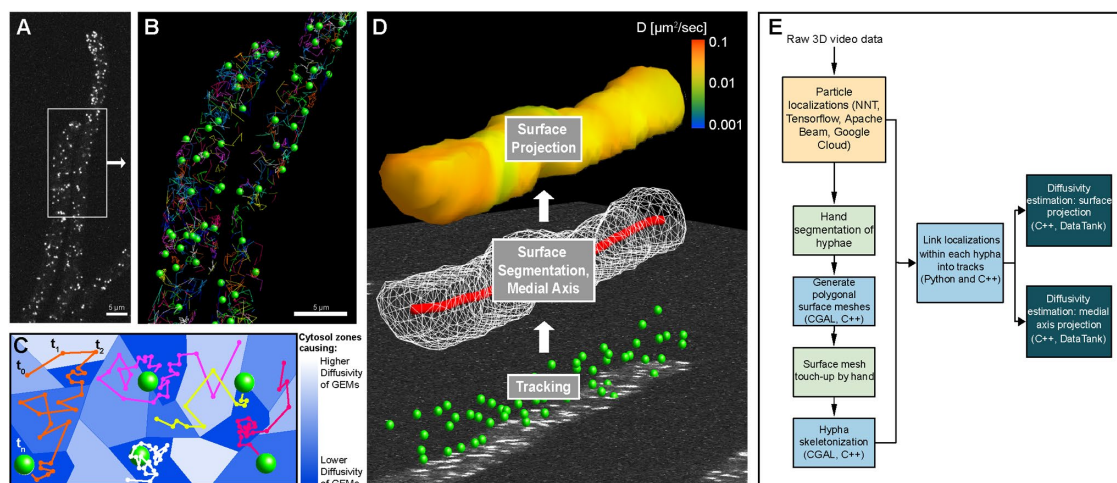 A
5 µm
B
5 µm
C
t₀
t₁
t₂
tₙ
Cytosol zones
causing:
Higher
Diffusivity
of GEMs
Lower
Diffusivity
of GEMs
D
D [µm²/sec]
0.1
0.01
0.001
Surface
Projection
Surface
Segmentation,
Medial Axis
Tracking
E
Raw 3D video data
Particle
localizations (NNT,
Tensorflow, Apache
Beam, Google
Cloud)
Hand
segmentation of
hyphae
Generate
polygonal
surface meshes
(CGAL, C++)
Surface mesh
touch-up by hand
Hypha
skeletonization
(CGAL, C++)
Link localizations
within each hypha
into tracks
(Python and C++)
Diffusivity
estimation: surface
projection
(C++, DataTank)
Diffusivity
estimation: medial
axis projection
(C++, DataTank)